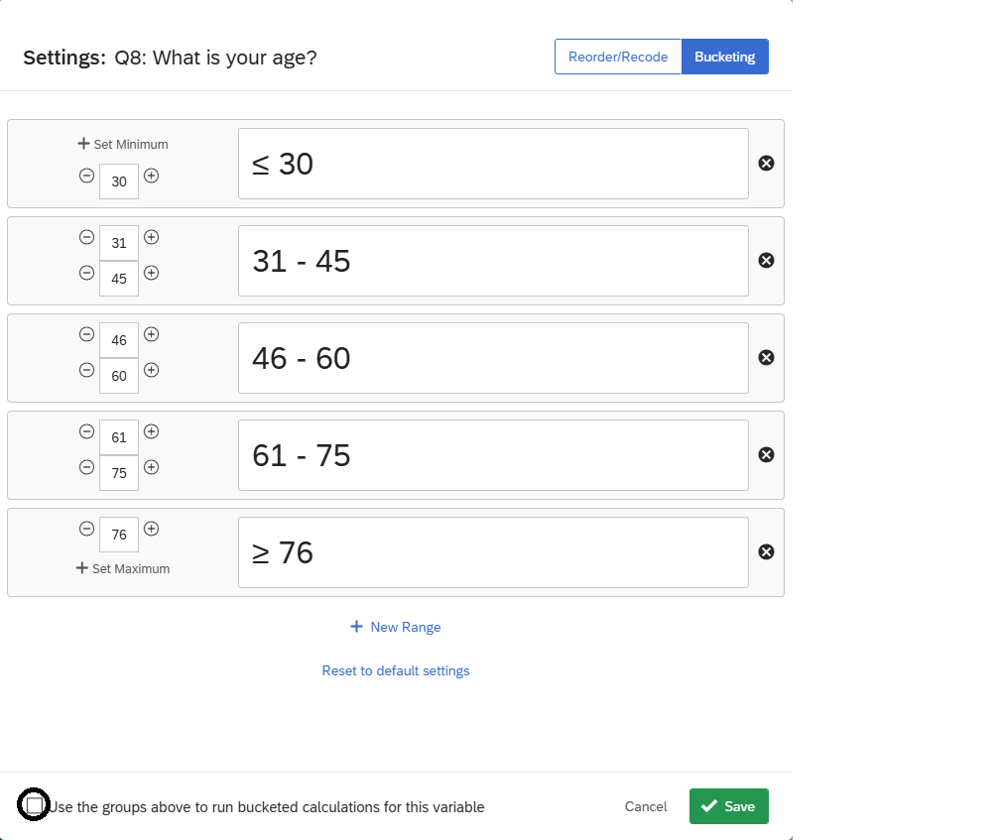 Settings: Q8: What is your age?
Reorder/Recode
Bucketing
Set Minimum
30
≤ 30
31
45
31 - 45
46
60
46 - 60
61
75
61 - 75
76
Set Maximum
≥ 76
New Range
Reset to default settings
Use the groups above to run bucketed calculations for this variable
Cancel
Save